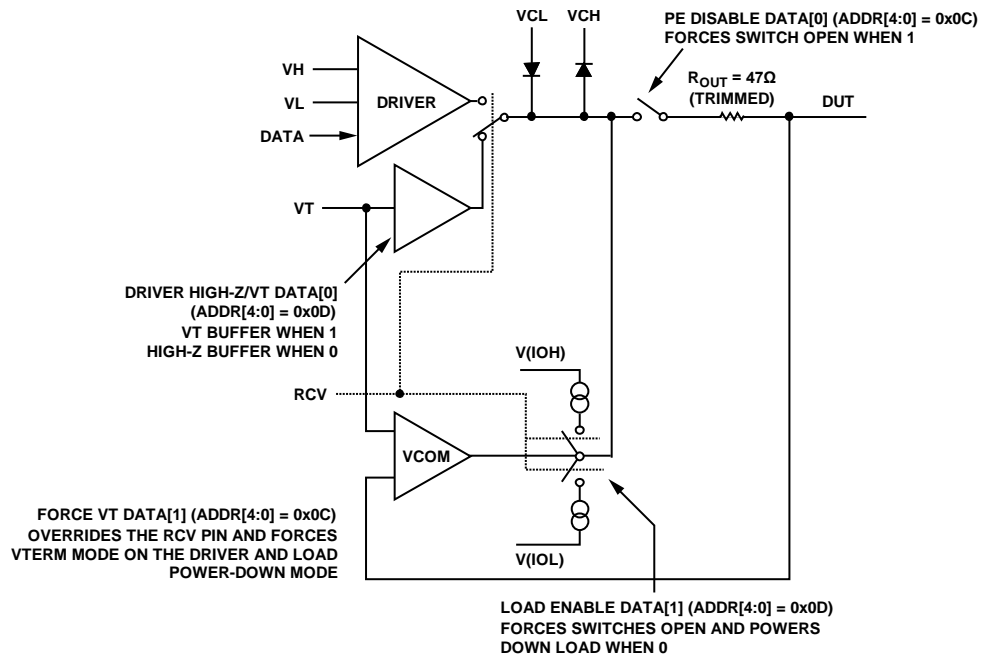 VCL
VCH
PE DISABLE DATA[0] (ADDR[4:0] = 0x0C)
FORCES SWITCH OPEN WHEN 1
ROUT = 47Ω
(TRIMMED)
DUT
VH
VL
DATA
DRIVER
VT
DRIVER HIGH-Z/VT DATA[0]
(ADDR[4:0] = 0x0D)
VT BUFFER WHEN 1
HIGH-Z BUFFER WHEN 0
V(IOH)
RCV
VCOM
FORCE VT DATA[1] (ADDR[4:0] = 0x0C)
OVERRIDES THE RCV PIN AND FORCES
VTERM MODE ON THE DRIVER AND LOAD
POWER-DOWN MODE
V(IOL)
LOAD ENABLE DATA[1] (ADDR[4:0] = 0x0D)
FORCES SWITCHES OPEN AND POWERS
DOWN LOAD WHEN 0